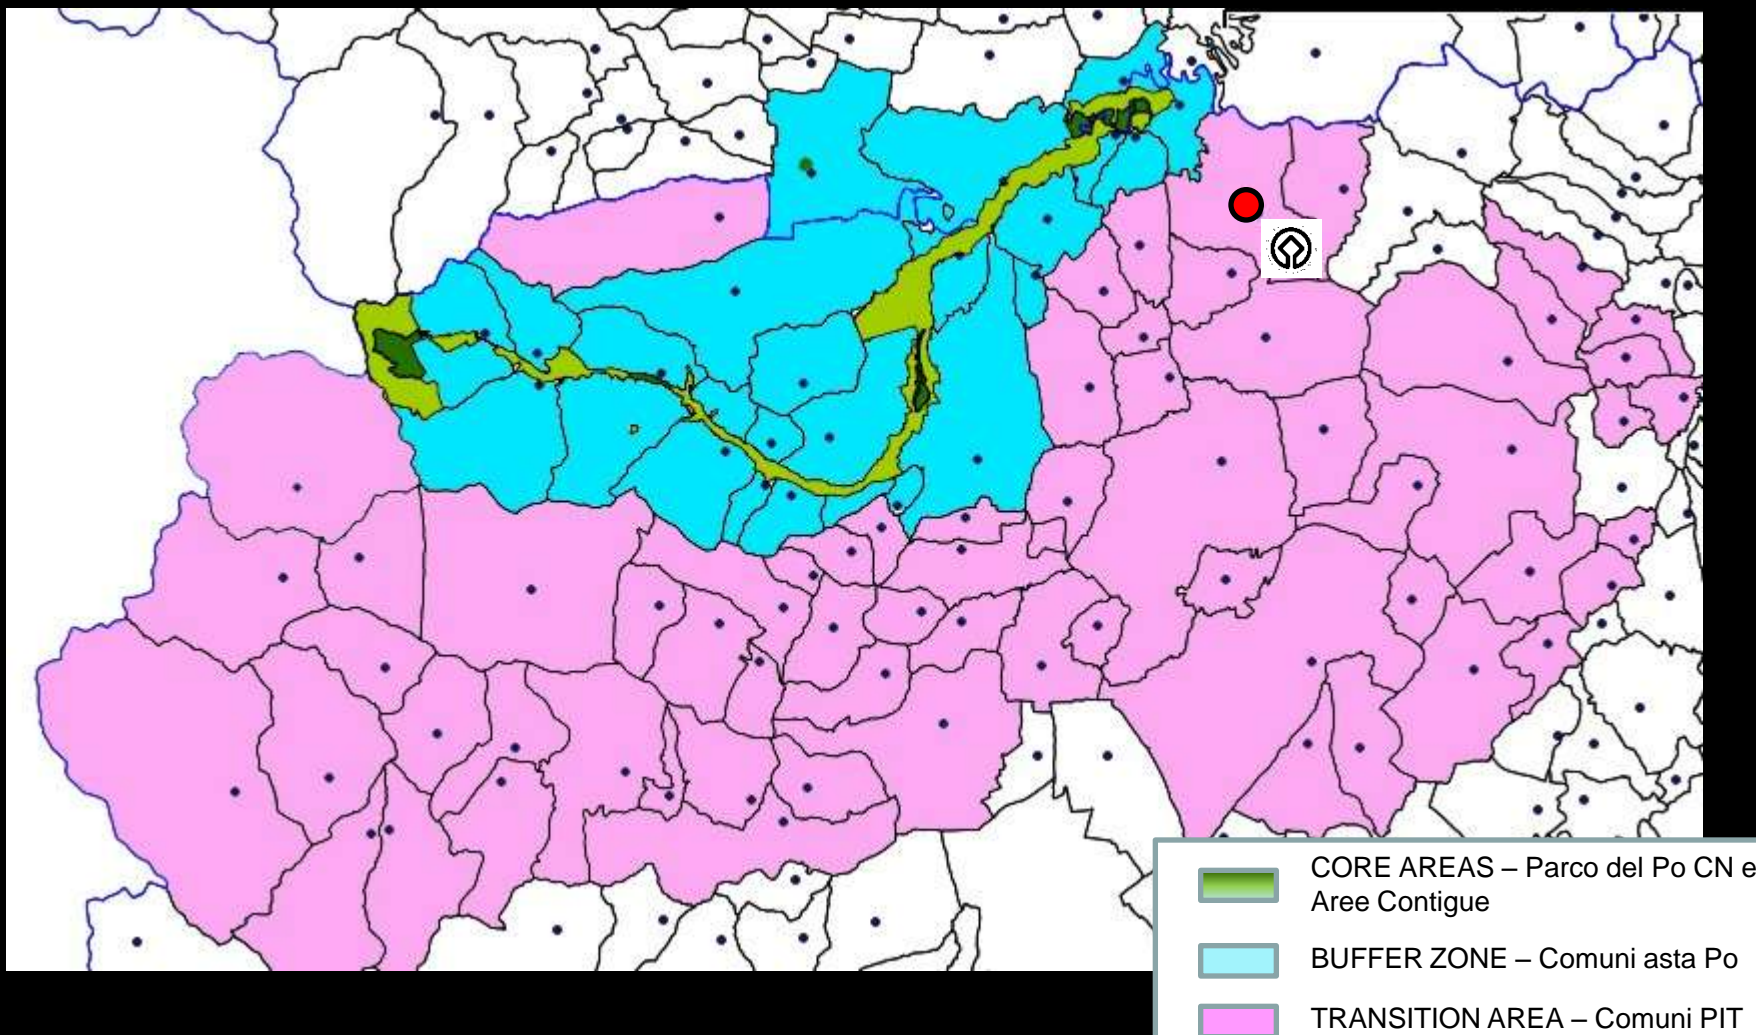 CORE AREAS – Parco del Po CN e
Aree Contigue
BUFFER ZONE – Comuni asta Po
TRANSITION AREA – Comuni PIT